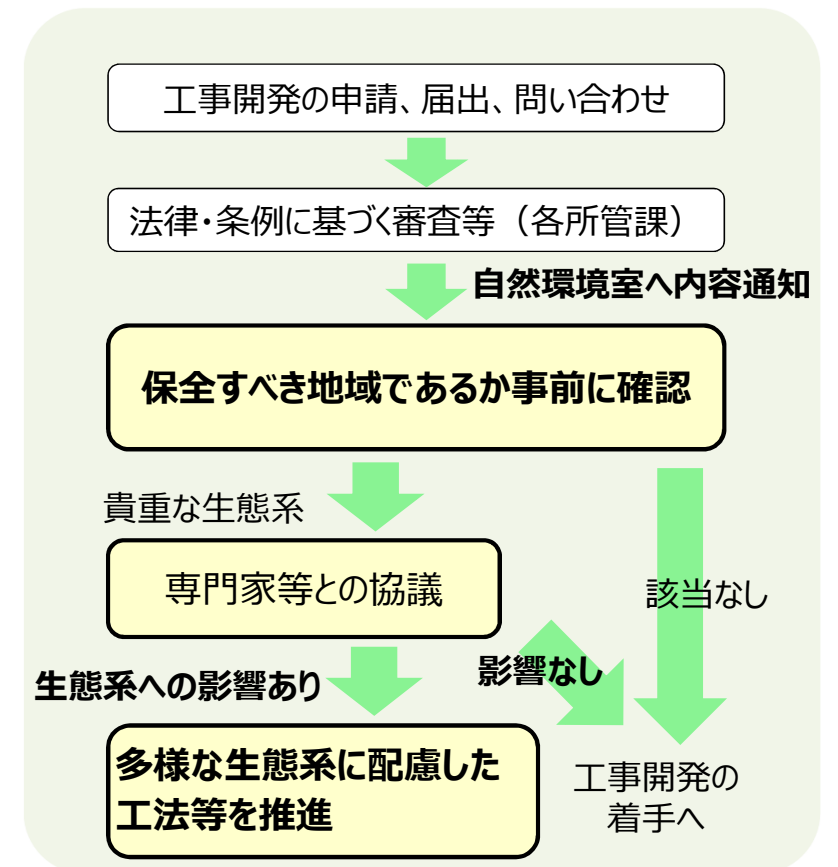 工事開発の申請、届出、問い合わせ
法律・条例に基づく審査等（各所管課）
自然環境室へ内容通知
保全すべき地域であるか事前に確認
貴重な生態系
専門家等との協議
該当なし
生態系への影響あり
影響なし
多様な生態系に配慮した
工法等を推進
工事開発の
着手へ